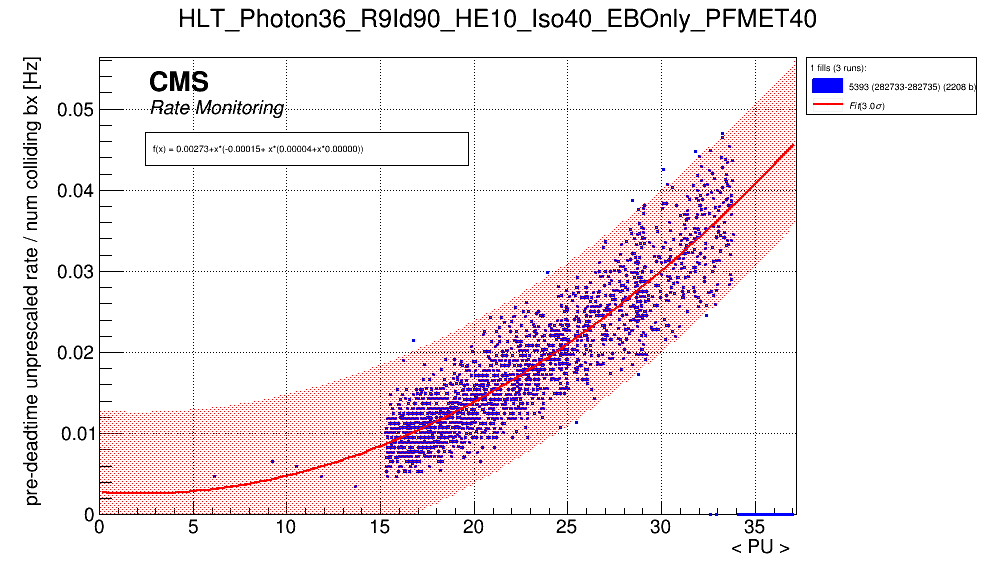 HLT_Photon36_R9Id90_HE10_Iso40_EBOnly_PFMET40
pre-deadtime unprescaled rate / num colliding bx [Hz]
CMS
Rate Monitoring
f(x) = 0.00273+x*(-0.00015+ x*(0.00004+x*0.00000))
1 fills (3 runs):
5393 (282733-282735) (2208 b)
Fit(3.0σ)
0.05
0.04
0.03
0.02
0.01
0
0 5 10 15 20 25 30 35
< PU >